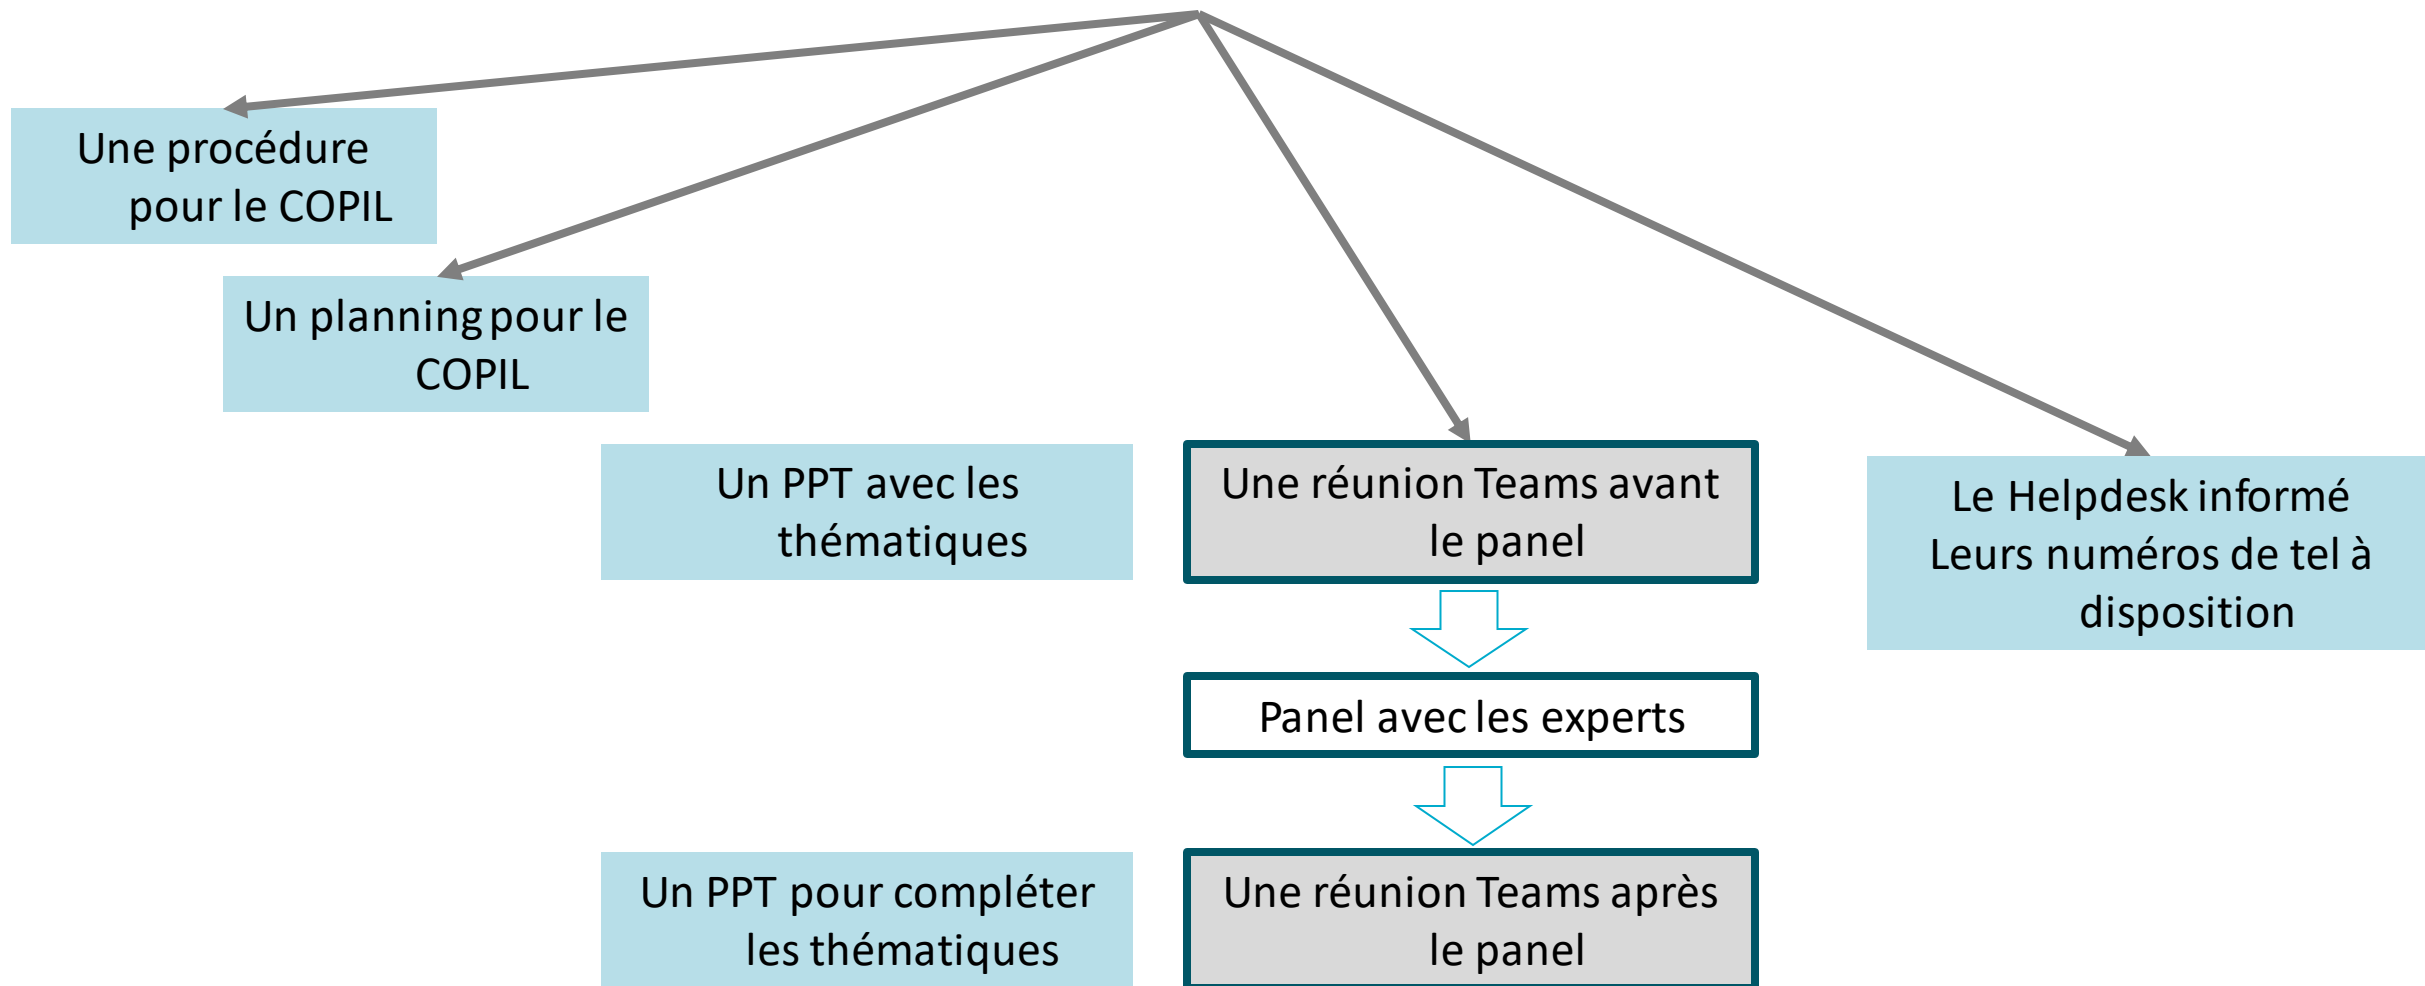 Une procédure
pour le COPIL
Un planning pour le
COPIL
Un PPT avec les
thématiques
Une réunion Teams avant
le panel
Le Helpdesk informé
Leurs numéros de tel à
disposition
Panel avec les experts
Un PPT pour compléter
les thématiques
Une réunion Teams après
le panel